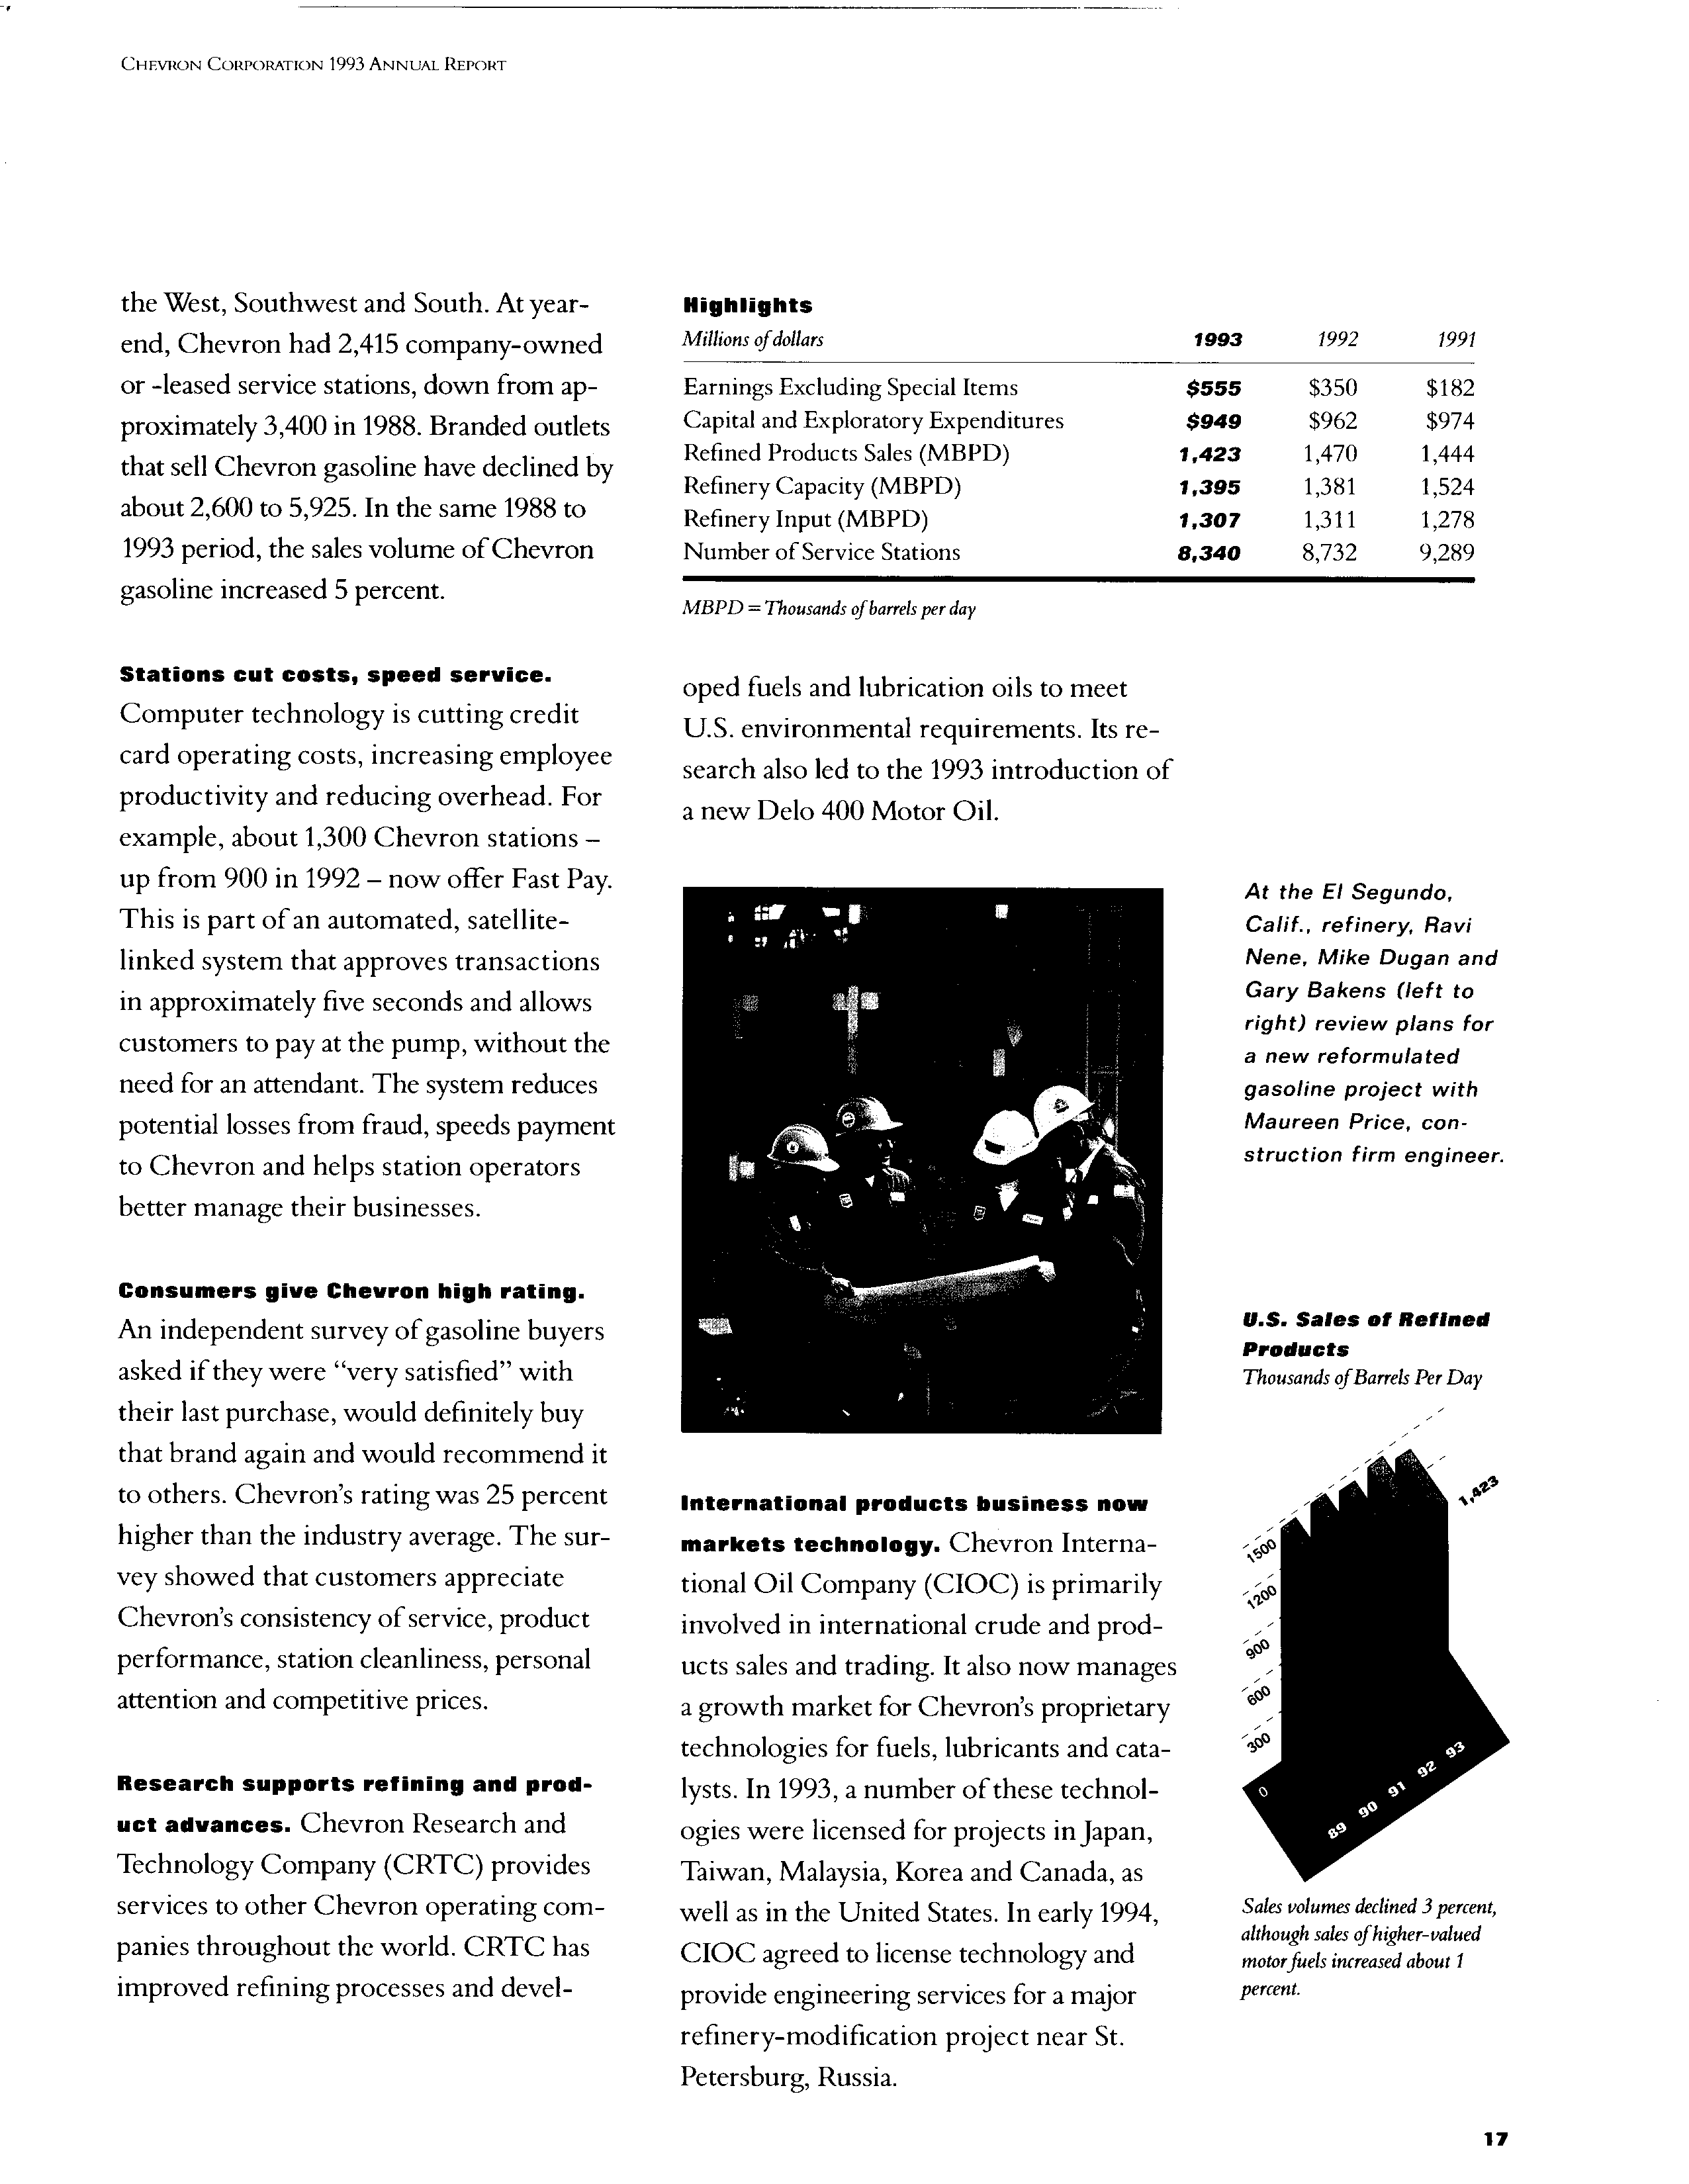 CHEVRON CORPORATION 1993 ANNUAL REPORT
the West, Southwest and South. At year-
end, Chevron had 2,415 company-owned
or -leased service stations, down from ap-
proximately 3,400 in 1988. Branded outlets
that sell Chevron gasoline have declined by
about 2,600 to 5,925. In the same 1988 to
1993 period, the sales volume of Chevron
gasoline increased 5 percent.
Stations cut costs, speed service.
Computer technology is cutting credit
card operating costs, increasing employee
productivity and reducing overhead. For
example, about 1,300 Chevron stations –
up from 900 in 1992 – now offer Fast Pay.
This is part of an automated, satellite-
linked system that approves transactions
in approximately five seconds and allows
customers to pay at the pump, without the
need for an attendant. The system reduces
potential losses from fraud, speeds payment
to Chevron and helps station operators
better manage their businesses.
Consumers give Chevron high rating.
An independent survey of gasoline buyers
asked if they were “very satisfied” with
their last purchase, would definitely buy
that brand again and would recommend it
to others. Chevron’s rating was 25 percent
higher than the industry average. The sur-
vey showed that customers appreciate
Chevron’s consistency of service, product
performance, station cleanliness, personal
attention and competitive prices.
Research supports refining and prod-
uct advances. Chevron Research and
Technology Company (CRTC) provides
services to other Chevron operating com-
panies throughout the world. CRTC has
improved refining processes and devel-
Highlights
Millions of dollars 1993 1992 1991
Earnings Excluding Special Items $555 $350 $182
Capital and Exploratory Expenditures $949 $962 $974
Refined Products Sales (MBPD) 1,423 1,470 1,444
Refinery Capacity (MBPD) 1,395 1,381 1,524
Refinery Input (MBPD) 1,307 1,311 1,278
Number of Service Stations 8,340 8,732 9,289
MBPD = Thousands of barrels per day
oped fuels and lubrication oils to meet
U.S. environmental requirements. Its re-
search also led to the 1993 introduction of
a new Delo 400 Motor Oil.
At the El Segundo,
Calif., refinery, Ravi
Nene, Mike Dugan and
Gary Bakens (left to
right) review plans for
a new reformulated
gasoline project with
Maureen Price, con-
struction firm engineer.
International products business now
markets technology. Chevron Interna-
tional Oil Company (CIOC) is primarily
involved in international crude and prod-
ucts sales and trading. It also now manages
a growth market for Chevron’s proprietary
technologies for fuels, lubricants and cata-
lysts. In 1993, a number of these technol-
ogies were licensed for projects in Japan,
Taiwan, Malaysia, Korea and Canada, as
well as in the United States. In early 1994,
CIOC agreed to license technology and
provide engineering services for a major
refinery-modification project near St.
Petersburg, Russia.
U.S. Sales of Refined
Products
Thousands of Barrels Per Day
1,423
1500
1200
900
600
300
0
89 90 91 92 93
Sales volumes declined 3 percent,
although sales of higher-valued
motor fuels increased about 1
percent.
17